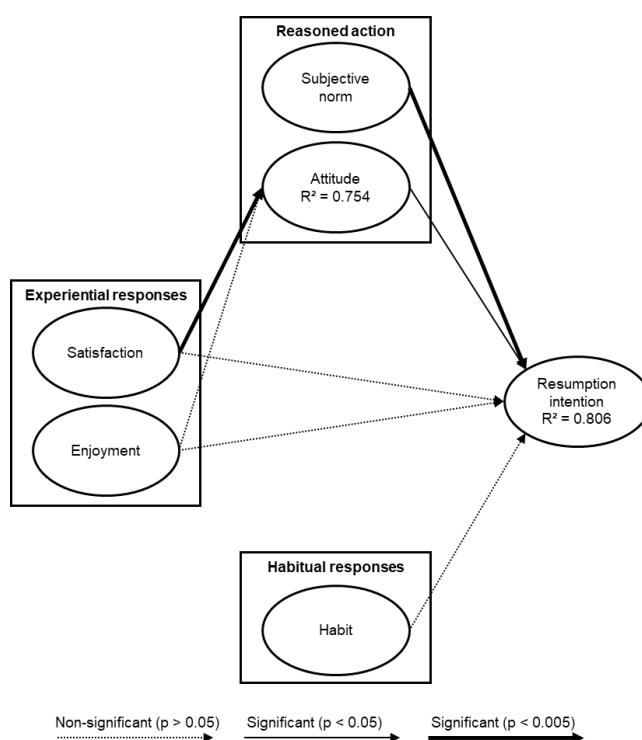 Reasoned action
Subjective
norm
Attitude
R² = 0.754
Experiential responses
Satisfaction
Enjoyment
Resumption
intention
R² = 0.806
Habitual responses
Habit
Non-significant (p > 0.05)
Significant (p < 0.05)
Significant (p < 0.005)